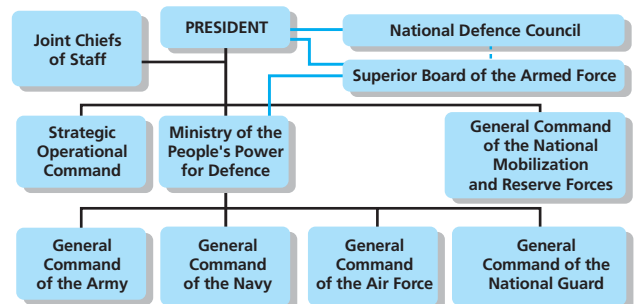 Joint Chiefs
of Staff
PRESIDENT
National Defence Council
Superior Board of the Armed Force
Strategic
Operational
Command
Ministry of the
People's Power
for Defence
General Command
of the National
Mobilization
and Reserve Forces
General
Command
of the Army
General
Command
of the Navy
General
Command
of the Air Force
General
Command of the
National Guard